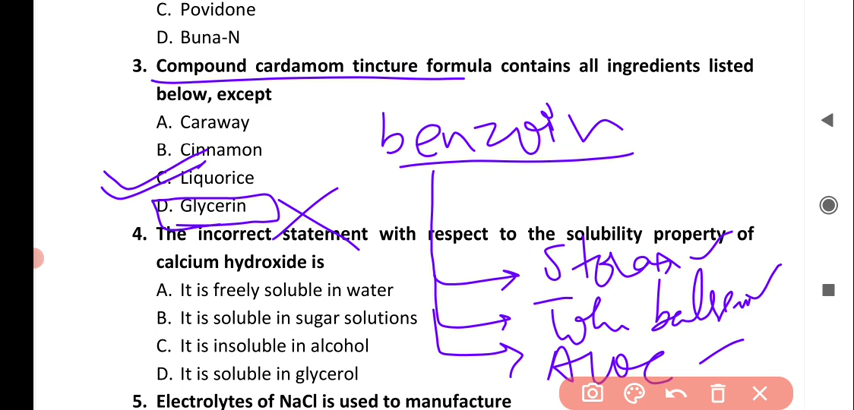 C. Povidone
D. Buna-N
3. Compound cardamom tincture formula contains all ingredients listed
below, except
A. Caraway
B. Cinnamon
C. Liquorice
D. Glycerin
benzoin
4. The incorrect statement with respect to the solubility property of
calcium hydroxide is
A. It is freely soluble in water
B. It is soluble in sugar solutions
C. It is insoluble in alcohol
D. It is soluble in glycerol
Storax
Tolu balsam
Aloe
5. Electrolytes of NaCl is used to manufacture